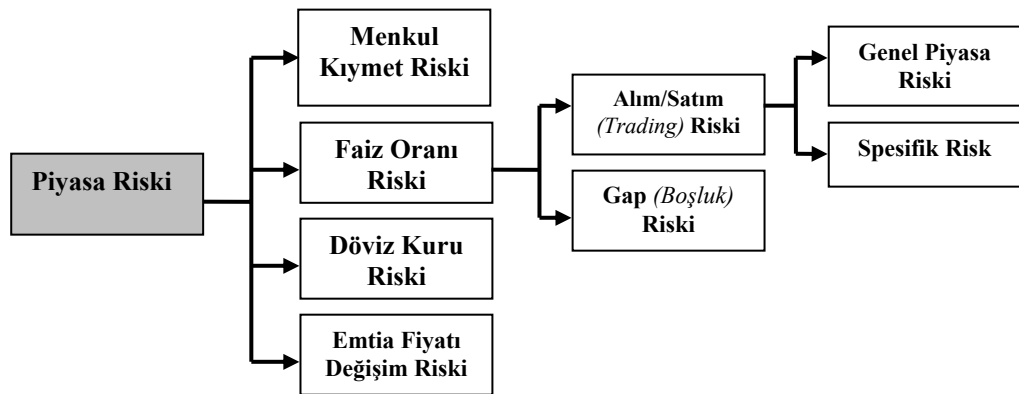 Piyasa Riski
Menkul
Kıymet Riski
Faiz Oranı
Riski
Döviz Kuru
Riski
Emtia Fiyatı
Değişim Riski
Alım/Satım
(Trading) Riski
Gap (Boşluk)
Riski
Genel Piyasa
Riski
Spesifik Risk